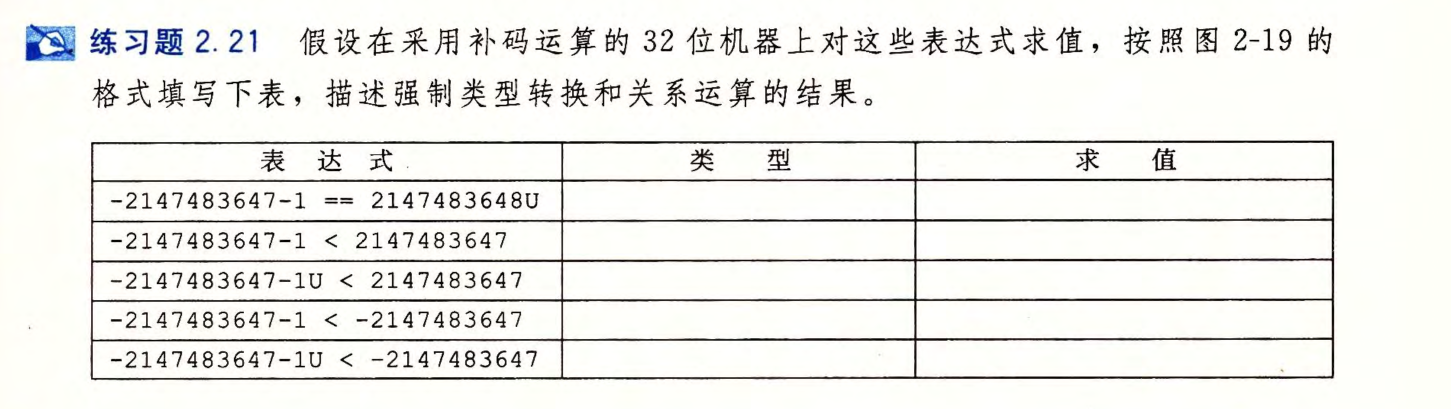 练习题 2.21 假设在采用补码运算的 32 位机器上对这些表达式求值，按照图 2-19 的
格式填写下表，描述强制类型转换和关系运算的结果。
表 达 式 类 型 求 值
-2147483647-1 == 2147483648U
-2147483647-1 < 2147483647
-2147483647-1U < 2147483647
-2147483647-1 < -2147483647
-2147483647-1U < -2147483647